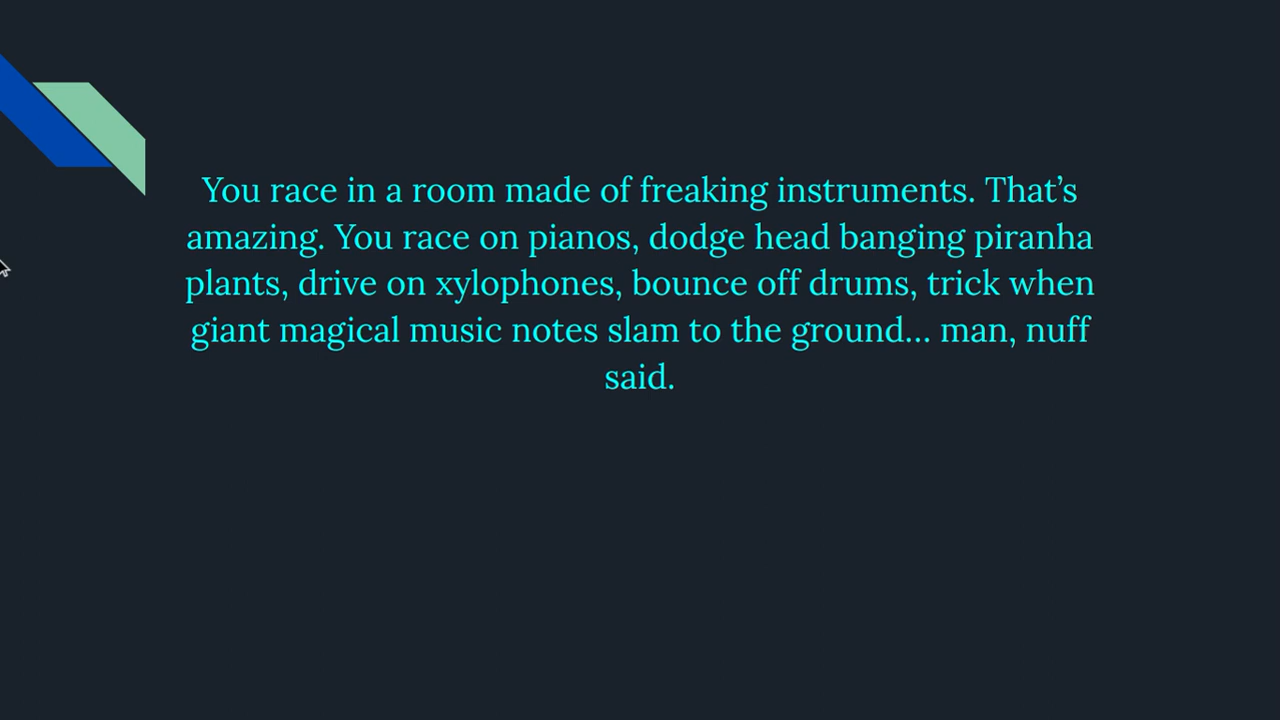 You race in a room made of freaking instruments. That’s
amazing. You race on pianos, dodge head banging piranha
plants, drive on xylophones, bounce off drums, trick when
giant magical music notes slam to the ground... man, nuff
said.